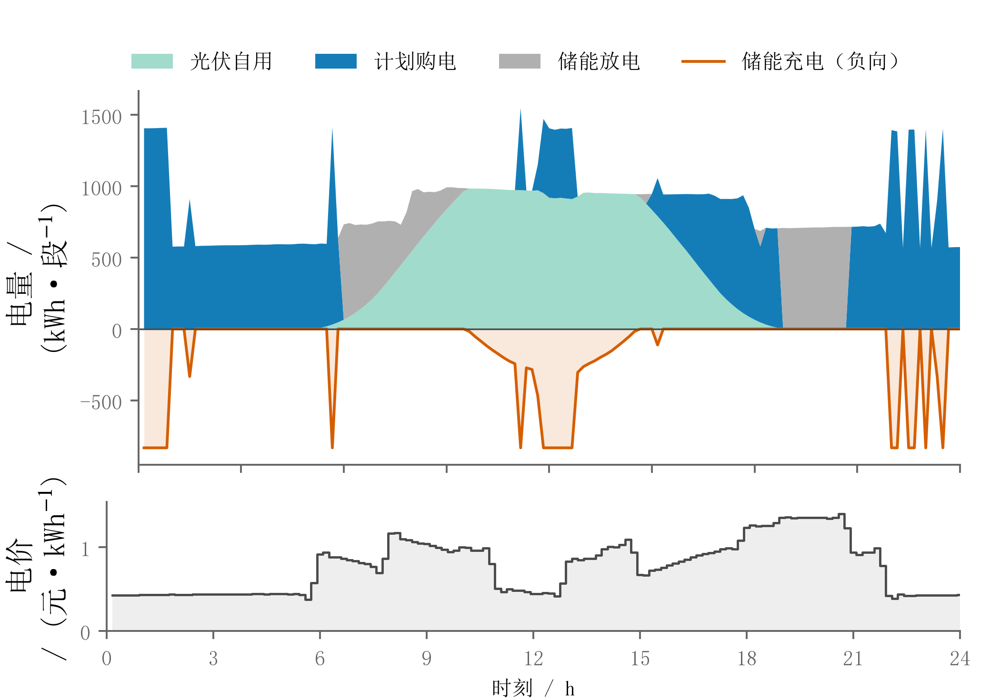 光伏自用 计划购电 储能放电 储能充电（负向）
电量 /
(kWh·段⁻¹)
1500
1000
500
0
−500
电价
/ (元·kWh⁻¹)
1
0
0 3 6 9 12 15 18 21 24
时刻 / h